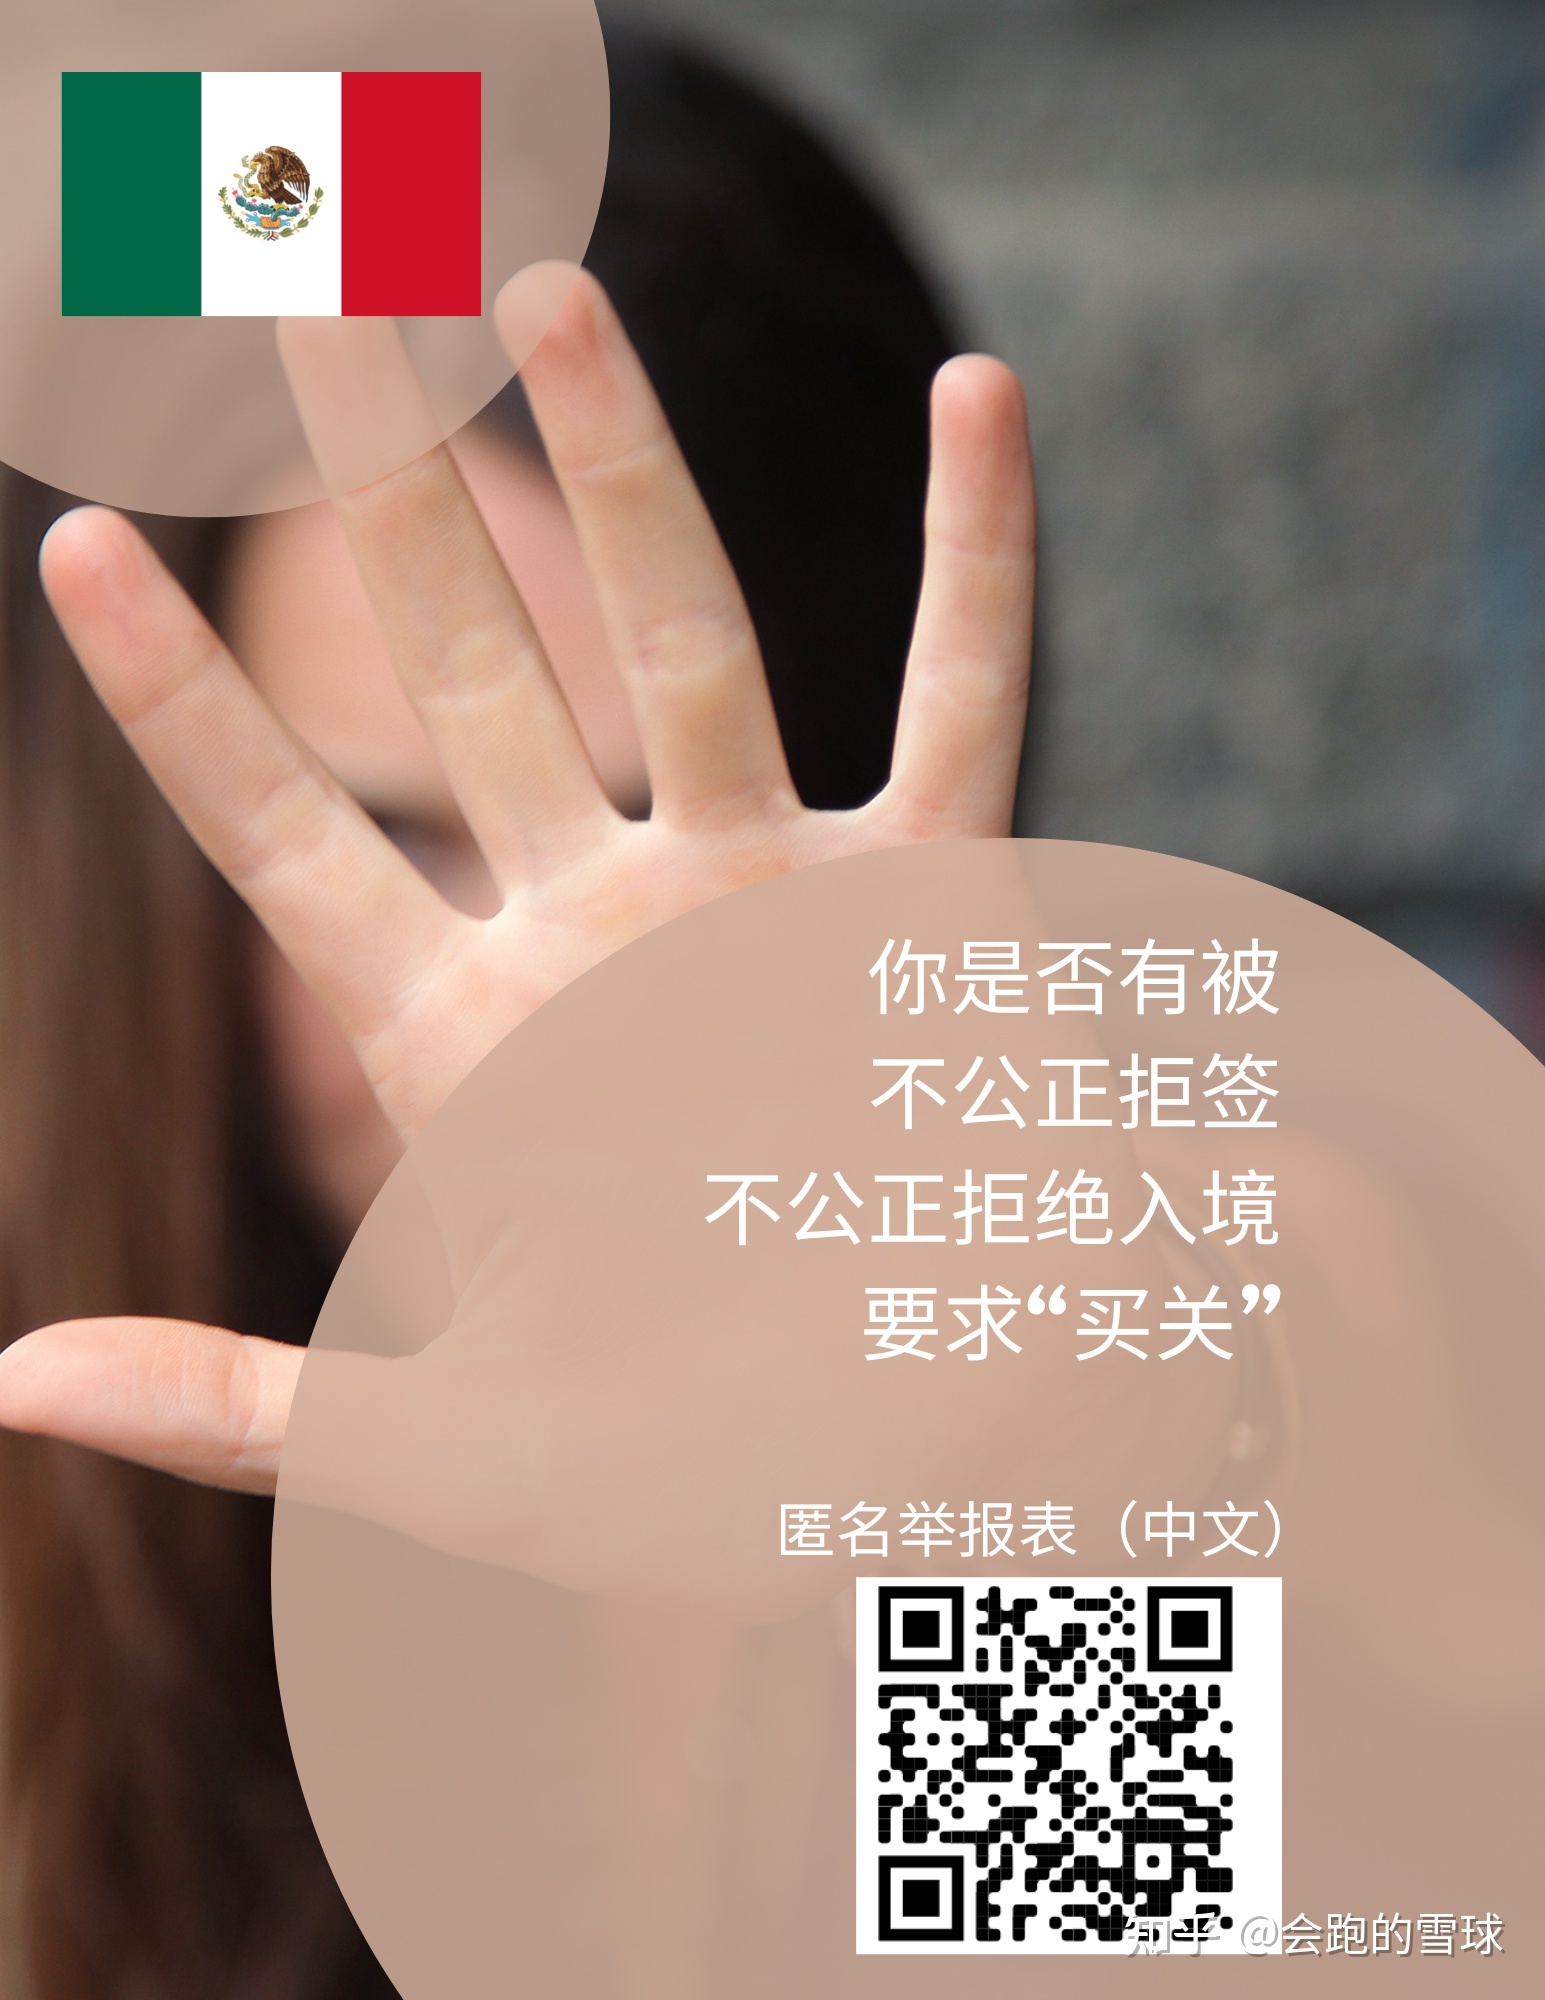 你是否有被
不公正拒签
不公正拒绝入境
要求“买关”
匿名举报表（中文）
知乎 @会跑的雪球